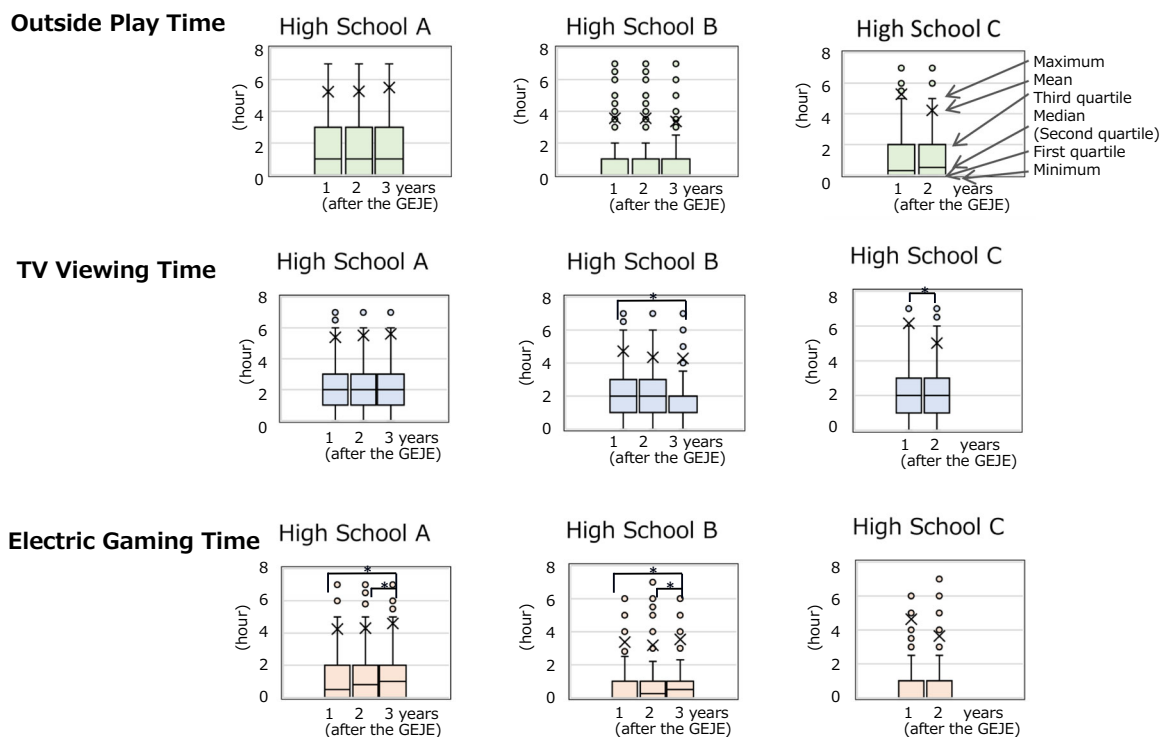 Outside Play Time
High School A
8
6
4
2
0
(hour)
1 2 3 years
(after the GEJE)
High School B
8
6
4
2
0
(hour)
1 2 3 years
(after the GEJE)
High School C
8
6
4
2
0
(hour)
1 2 years
(after the GEJE)
Maximum
Mean
Third quartile
Median
(Second quartile)
First quartile
Minimum
TV Viewing Time
High School A
8
6
4
2
0
(hour)
1 2 3 years
(after the GEJE)
High School B
8
6
4
2
0
(hour)
*
1 2 3 years
(after the GEJE)
High School C
8
6
4
2
0
(hour)
*
1 2 years
(after the GEJE)
Electric Gaming Time
High School A
8
6
4
2
0
(hour)
*
*
1 2 3 years
(after the GEJE)
High School B
8
6
4
2
0
(hour)
*
*
1 2 3 years
(after the GEJE)
High School C
8
6
4
2
0
(hour)
1 2 years
(after the GEJE)